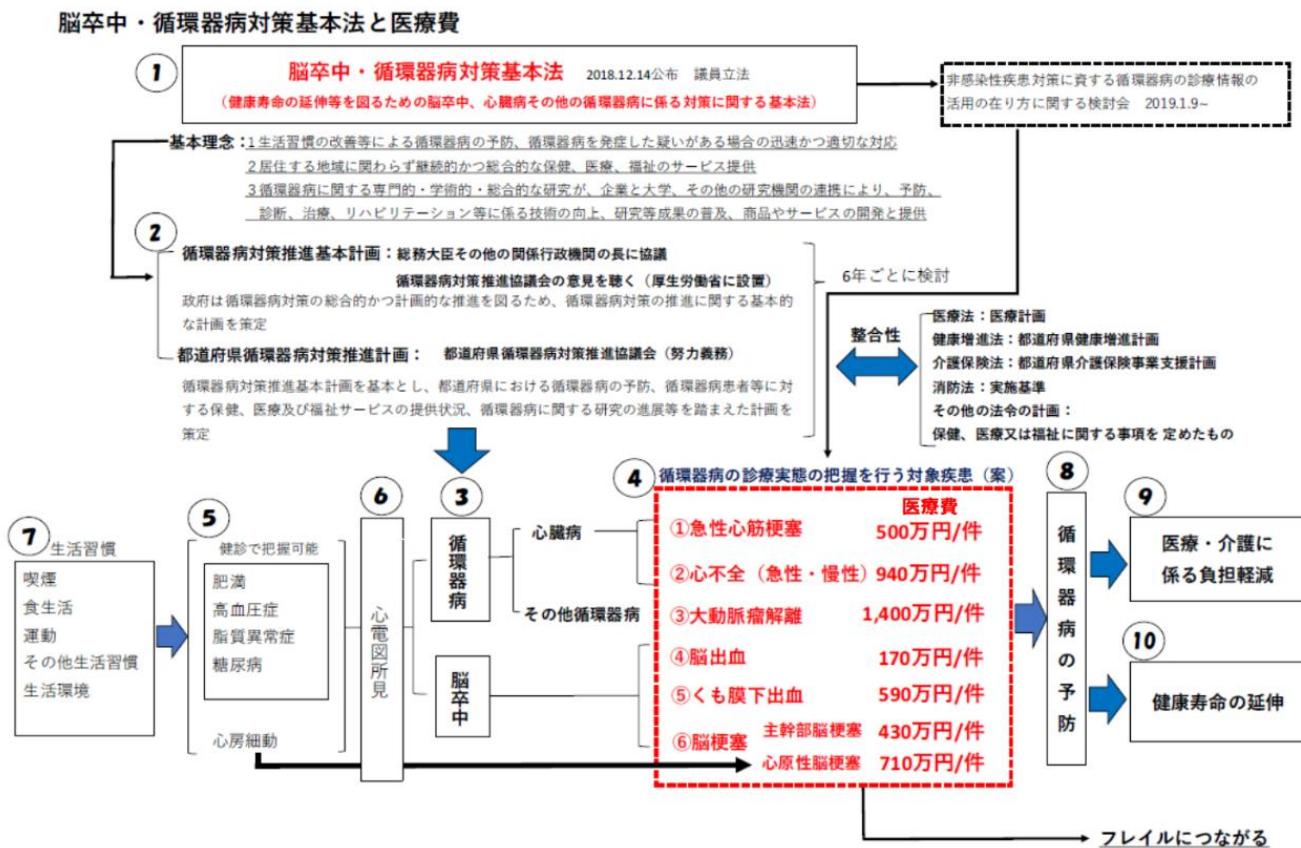 脳卒中・循環器病対策基本法と医療費
1
脳卒中・循環器病対策基本法 2018.12.14公布 議員立法
(健康寿命の延伸等を図るための脳卒中、心臓病その他の循環器病に係る対策に関する基本法)
非感染性疾患対策に資する循環器病の診療情報の
活用の在り方に関する検討会 2019.1.9~
基本理念：1生活習慣の改善等による循環器病の予防、循環器病を発症した疑いがある場合の迅速かつ適切な対応
2居住する地域に関わらず継続的かつ総合的な保健、医療、福祉のサービス提供
3循環器病に関する専門的・学術的・総合的な研究が、企業と大学、その他の研究機関の連携により、予防、
診断、治療、リハビリテーション等に係る技術の向上、研究等成果の普及、商品やサービスの開発と提供
2
循環器病対策推進基本計画：総務大臣その他の関係行政機関の長に協議
循環器病対策推進協議会の意見を聴く（厚生労働省に設置）
政府は循環器病対策の総合的かつ計画的な推進を図るため、循環器病対策の推進に関する基本的
な計画を策定
都道府県循環器病対策推進計画： 都道府県循環器病対策推進協議会（努力義務）
循環器病対策推進基本計画を基本とし、都道府県における循環器病の予防、循環器病患者等に対
する保健、医療及び福祉サービスの提供状況、循環器病に関する研究の進展等を踏まえた計画を
策定
6年ごとに検討
整合性
医療法：医療計画
健康増進法：都道府県健康増進計画
介護保険法：都道府県介護保険事業支援計画
消防法：実施基準
その他の法令の計画：
保健、医療又は福祉に関する事項を 定めたもの
7
生活習慣
喫煙
食生活
運動
その他生活習慣
生活環境
5
健診で把握可能
肥満
高血圧症
脂質異常症
糖尿病
心房細動
6
心電図所見
3
循環器病
脳卒中
心臓病
その他循環器病
4
循環器病の診療実態の把握を行う対象疾患（案）
医療費
①急性心筋梗塞 500万円/件
②心不全（急性・慢性）940万円/件
③大動脈瘤解離 1,400万円/件
④脳出血 170万円/件
⑤くも膜下出血 590万円/件
⑥脳梗塞 主幹部脳梗塞 430万円/件
心原性脳梗塞 710万円/件
8
循環器病の予防
9
医療・介護に
係る負担軽減
10
健康寿命の延伸
フレイルにつながる